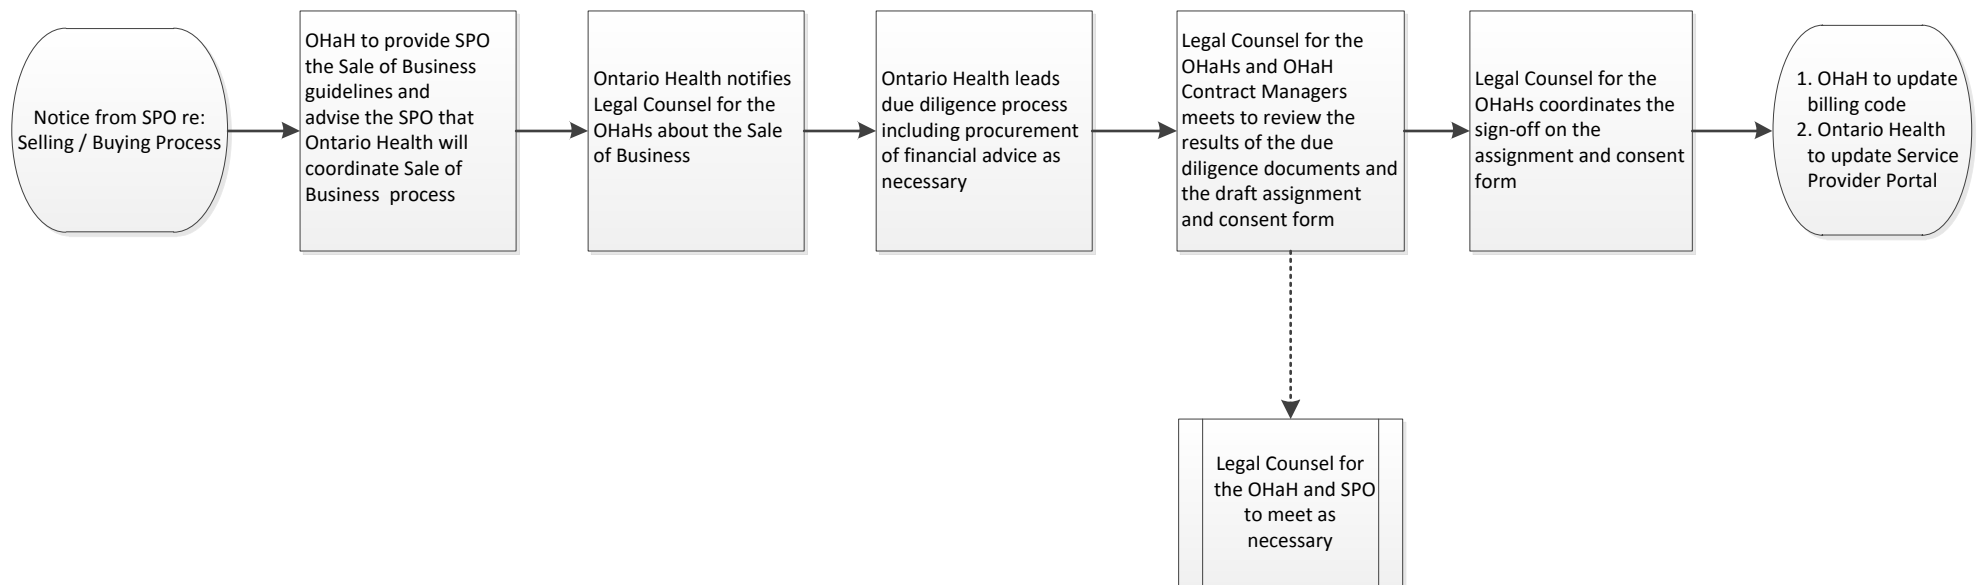 Notice from SPO re:
Selling / Buying Process
OHaH to provide SPO
the Sale of Business
guidelines and
advise the SPO that
Ontario Health will
coordinate Sale of
Business process
Ontario Health notifies
Legal Counsel for the
OHaHs about the Sale
of Business
Ontario Health leads
due diligence process
including procurement
of financial advice as
necessary
Legal Counsel for the
OHaHs and OHaH
Contract Managers
meets to review the
results of the due
diligence documents and
the draft assignment
and consent form
Legal Counsel for the
OHaHs coordinates the
sign-off on the
assignment and consent
form
1. OHaH to update
billing code
2. Ontario Health
to update Service
Provider Portal
Legal Counsel for
the OHaH and SPO
to meet as
necessary